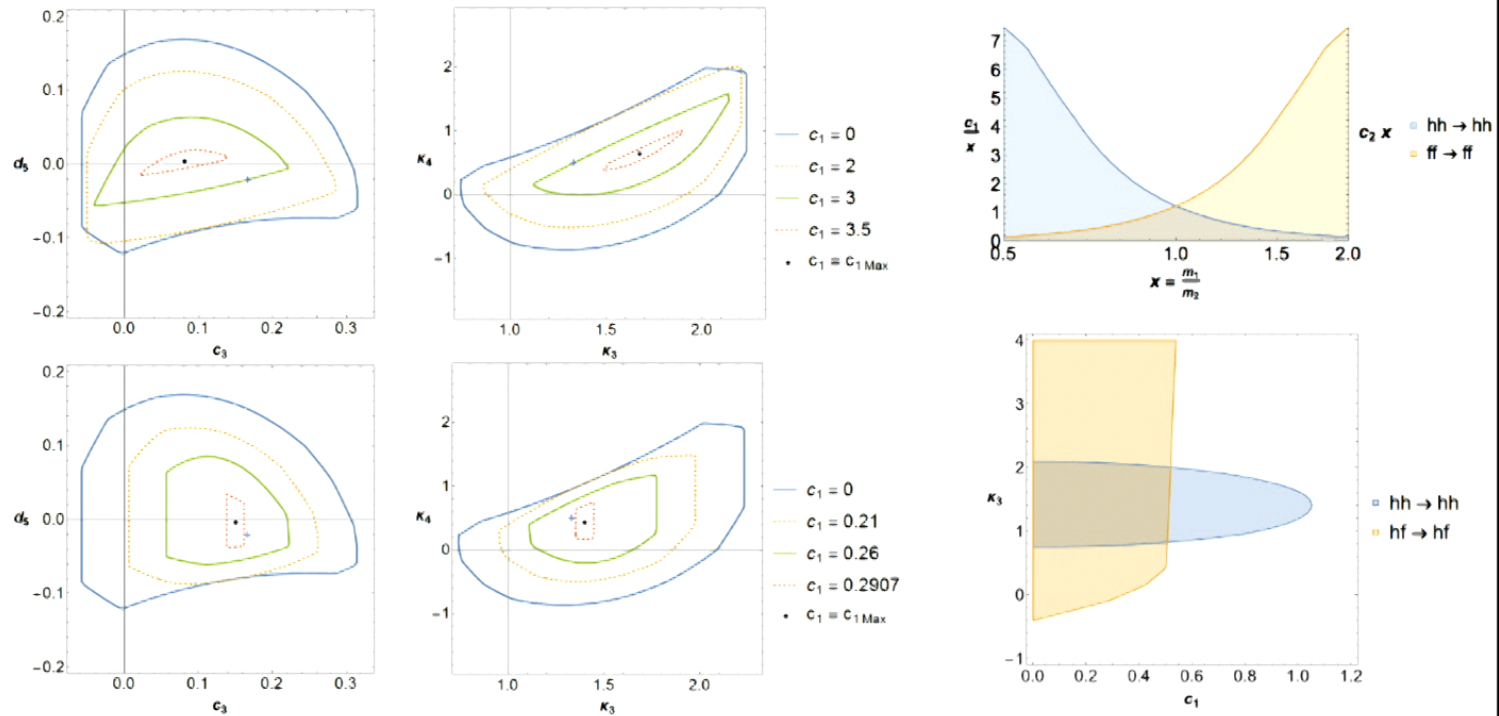 0.2
0.1
d₅ 0.0
−0.1
−0.2
0.0 0.1 0.2 0.3
c₃
2
κ₄ 1
0
−1
1.0 1.5 2.0
κ₃
c₁ = 0
c₁ = 2
c₁ = 3
c₁ = 3.5
c₁ = c₁ Max
7
6
5
4
3
2
1
0
c₁/x
c₂ x
0.5 1.0 1.5 2.0
x = m₁/m₂
hh → hh
ff → ff
0.2
0.1
d₅ 0.0
−0.1
−0.2
0.0 0.1 0.2 0.3
c₃
2
1
κ₄
0
−1
1.0 1.5 2.0
κ₃
c₁ = 0
c₁ = 0.21
c₁ = 0.26
c₁ = 0.2907
c₁ = c₁ Max
4
3
2
κ₃
1
0
−1
0.0 0.2 0.4 0.6 0.8 1.0 1.2
c₁
hh → hh
hf → hf